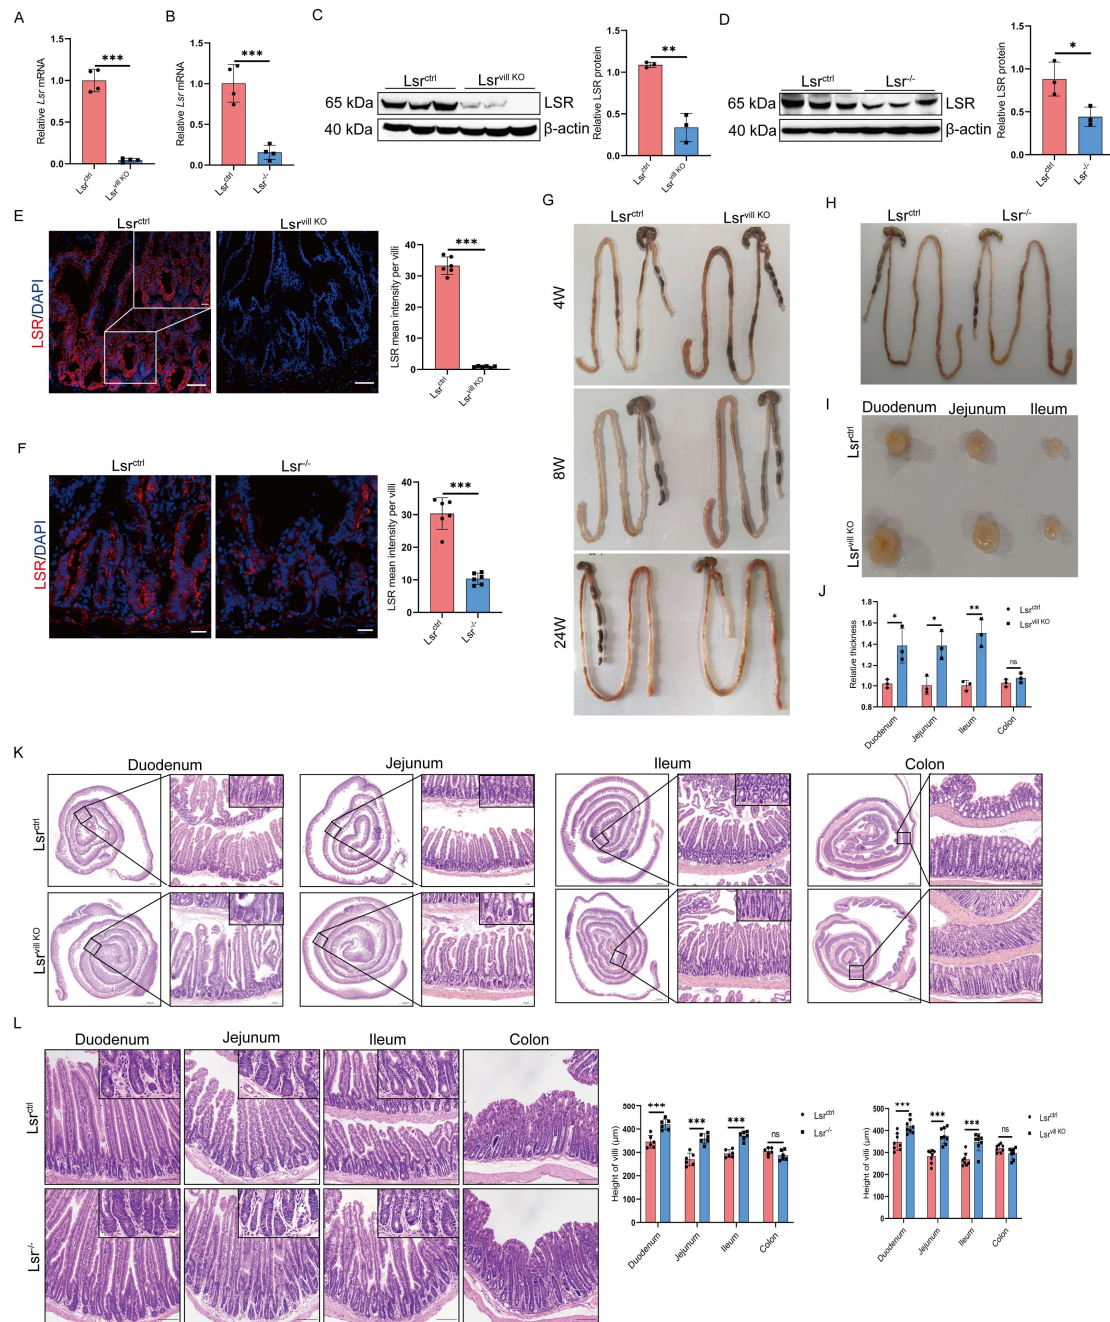 A
Relative Lsr mRNA
1.5
1.0
0.5
0.0
***
Lsrctrl
Lsrvill KO
B
Relative Lsr mRNA
1.5
1.0
0.5
0.0
***
Lsrctrl
Lsr-/-
C
Lsrctrl
Lsrvill KO
65 kDa
LSR
40 kDa
β-actin
Relative LSR protein
1.5
1.0
0.5
0.0
**
Lsrctrl
Lsrvill KO
D
Lsrctrl
Lsr-/-
65 kDa
LSR
40 kDa
β-actin
Relative LSR protein
1.5
1.0
0.5
0.0
*
Lsrctrl
Lsr-/-
E
Lsrctrl
Lsrvill KO
LSR/DAPI
LSR mean intensity per villi
40
30
20
10
0
***
Lsrctrl
Lsrvill KO
F
Lsrctrl
Lsr-/-
LSR/DAPI
LSR mean intensity per villi
40
30
20
10
0
***
Lsrctrl
Lsr-/-
G
Lsrctrl
Lsrvill KO
4W
8W
24W
H
Lsrctrl
Lsr-/-
I
Duodenum
Jejunum
Ileum
Lsrctrl
Lsrvill KO
J
Relative thickness
1.8
1.6
1.4
1.2
1.0
0.8
*
*
**
ns
Lsrctrl
Lsrvill KO
Duodenum
Jejunum
Ileum
Colon
K
Duodenum
Jejunum
Ileum
Colon
Lsrctrl
Lsrvill KO
L
Duodenum
Jejunum
Ileum
Colon
Lsrctrl
Lsr-/-
Height of villi (μm)
500
400
300
200
100
0
***
***
***
ns
Lsrctrl
Lsr-/-
Duodenum
Jejunum
Ileum
Colon
Height of villi (μm)
500
400
300
200
100
0
***
***
***
ns
Lsrctrl
Lsrvill KO
Duodenum
Jejunum
Ileum
Colon